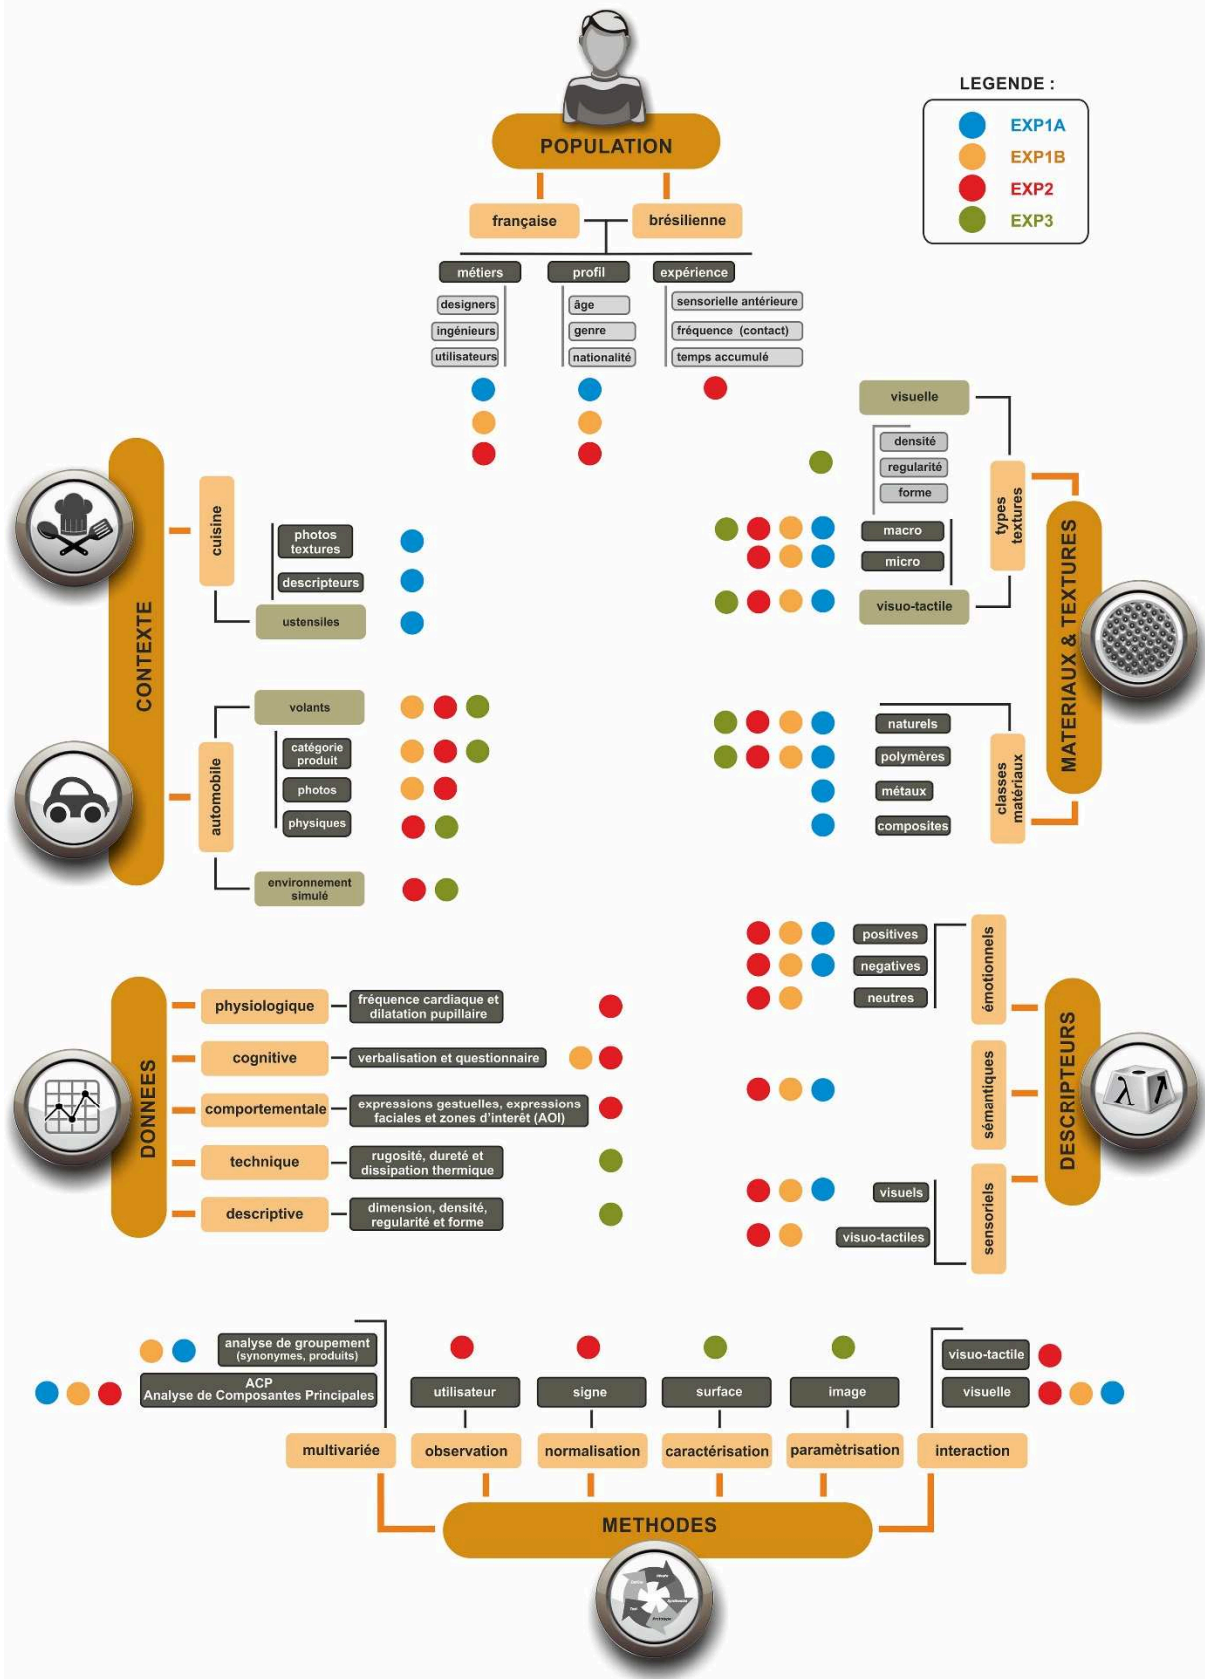 LEGENDE :
EXP1A
EXP1B
EXP2
EXP3
POPULATION
française
brésilienne
métiers
profil
expérience
designers
ingénieurs
utilisateurs
âge
genre
nationalité
sensorielle antérieure
fréquence (contact)
temps accumulé
CONTEXTE
cuisine
photos
textures
descripteurs
ustensiles
automobile
volants
catégorie
produit
photos
physiques
environnement
simulé
MATERIAUX & TEXTURES
types
textures
visuelle
densité
regularité
forme
macro
micro
visuo-tactile
classes
matériaux
naturels
polymères
métaux
composites
DONNEES
physiologique
fréquence cardiaque et
dilatation pupillaire
cognitive
verbalisation et questionnaire
comportementale
expressions gestuelles, expressions
faciales et zones d'interêt (AOI)
technique
rugosité, dureté et
dissipation thermique
descriptive
dimension, densité,
regularité et forme
DESCRIPTEURS
émotionnels
positives
negatives
neutres
sémantiques
sensoriels
visuels
visuo-tactiles
analyse de groupement
(synonymes, produits)
ACP
Analyse de Composantes Principales
utilisateur
signe
surface
image
visuo-tactile
visuelle
multivariée
observation
normalisation
caractérisation
paramètrisation
interaction
METHODES